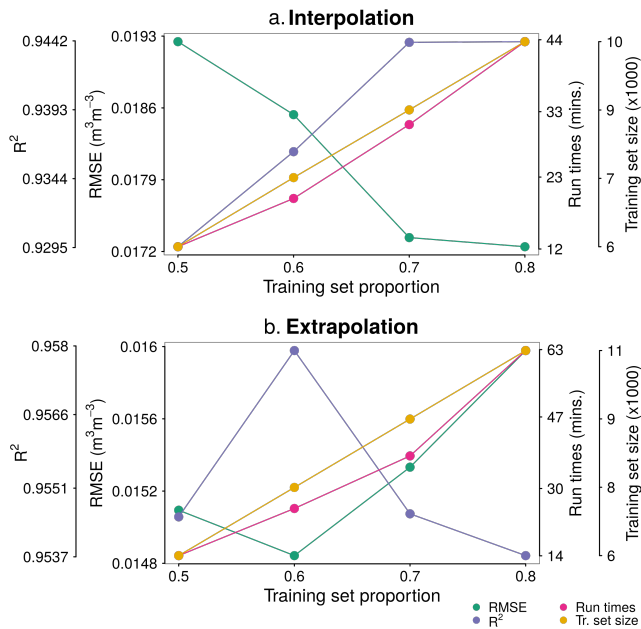 a. Interpolation
0.9442
0.9393
0.9344
0.9295
R²
0.0193
0.0186
0.0179
0.0172
RMSE (m³m⁻³)
44
33
23
12
Run times (mins.)
10
9
7
6
Training set size (x1000)
0.5 0.6 0.7 0.8
Training set proportion
b. Extrapolation
0.958
0.9566
0.9551
0.9537
R²
0.016
0.0156
0.0152
0.0148
RMSE (m³m⁻³)
63
47
30
14
Run times (mins.)
11
9
8
6
Training set size (x1000)
0.5 0.6 0.7 0.8
Training set proportion
RMSE Run times
R² Tr. set size